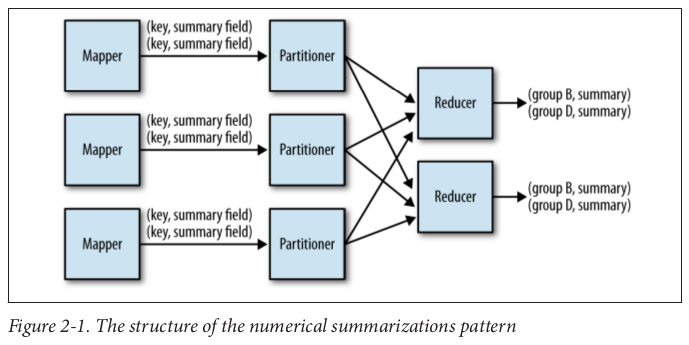 (key, summary field)
(key, summary field)
Mapper
Partitioner
(key, summary field)
(key, summary field)
Mapper
Partitioner
(key, summary field)
(key, summary field)
Mapper
Partitioner
Reducer
(group B, summary)
(group D, summary)
Reducer
(group B, summary)
(group D, summary)
Figure 2-1. The structure of the numerical summarizations pattern